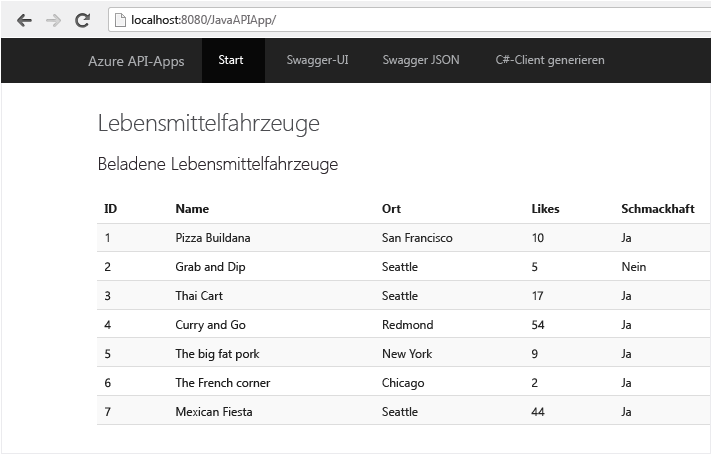 localhost:8080/JavaAPIApp/
Azure API-Apps Start Swagger-UI Swagger JSON C#-Client generieren
Lebensmittelfahrzeuge
Beladene Lebensmittelfahrzeuge
ID Name Ort Likes Schmackhaft
1 Pizza Buildana San Francisco 10 Ja
2 Grab and Dip Seattle 5 Nein
3 Thai Cart Seattle 17 Ja
4 Curry and Go Redmond 54 Ja
5 The big fat pork New York 9 Ja
6 The French corner Chicago 2 Ja
7 Mexican Fiesta Seattle 44 Ja